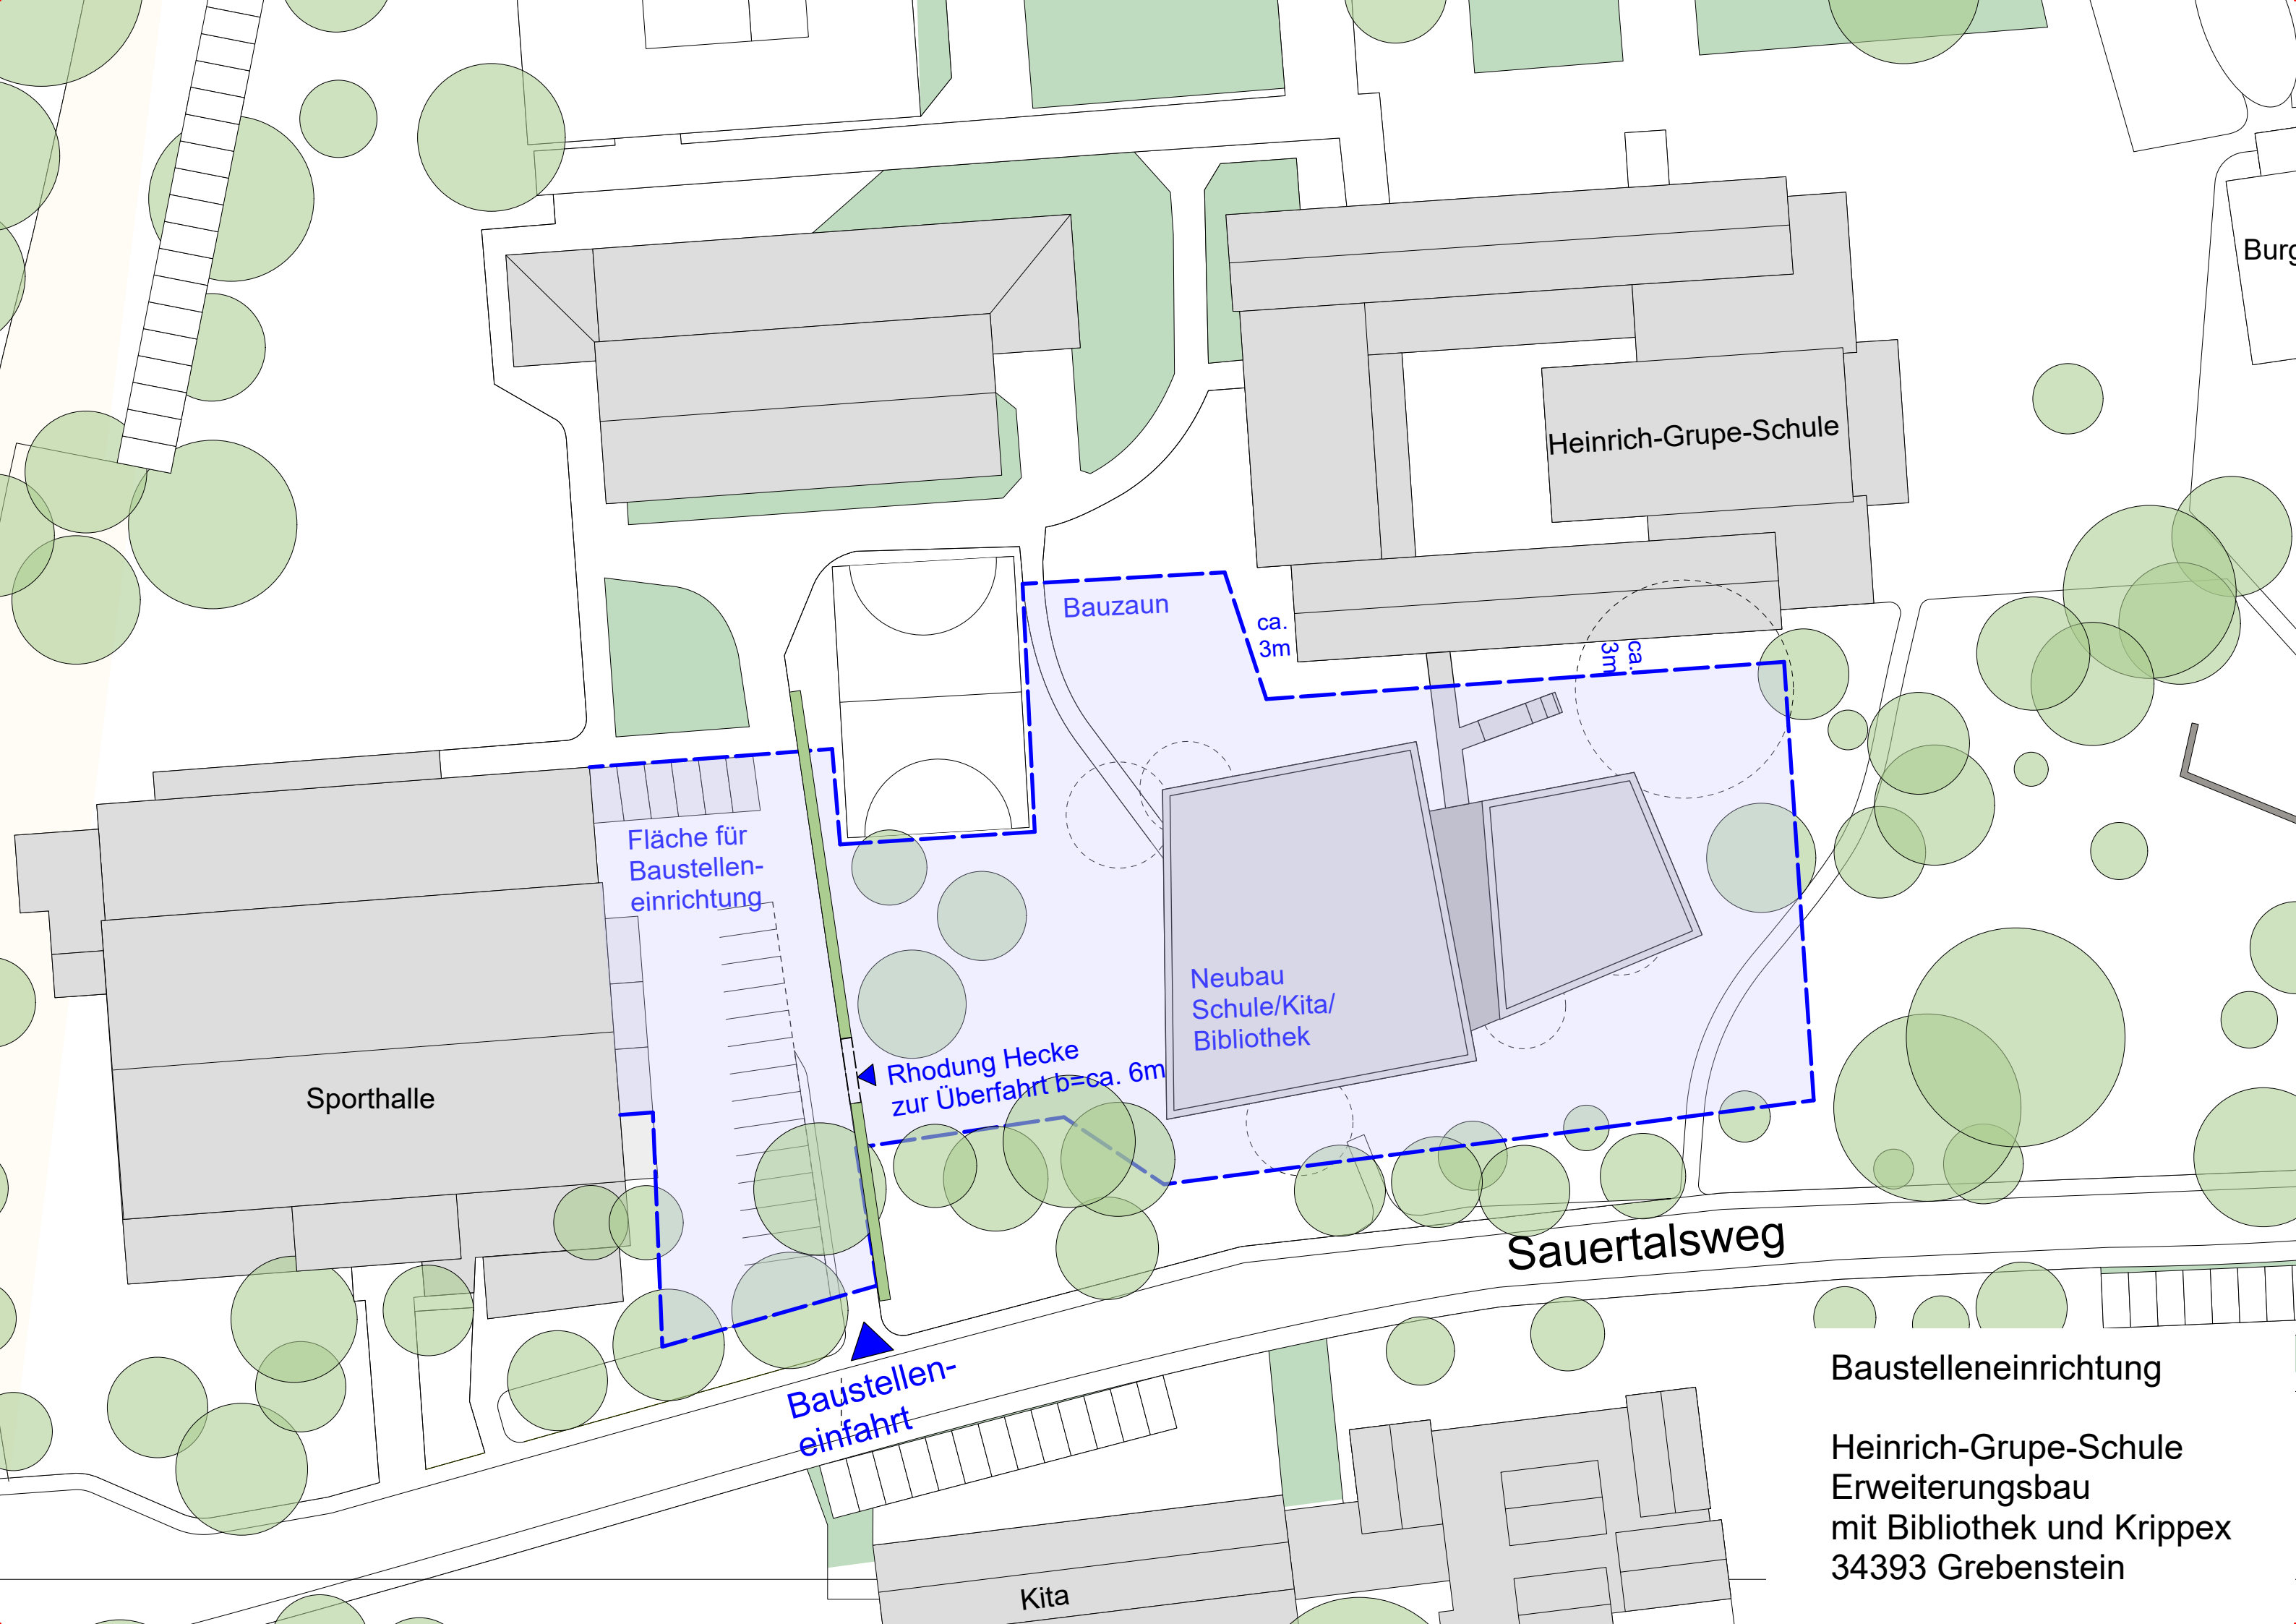 Burg
Heinrich-Grupe-Schule
Bauzaun
ca.
3m
ca.
3m
Fläche für
Baustellen-
einrichtung
Neubau
Schule/Kita/
Bibliothek
Rhodung Hecke
zur Überfahrt b=ca. 6m
Sporthalle
Sauertalsweg
Baustellen-
einfahrt
Kita
Baustelleneinrichtung
Heinrich-Grupe-Schule
Erweiterungsbau
mit Bibliothek und Krippex
34393 Grebenstein